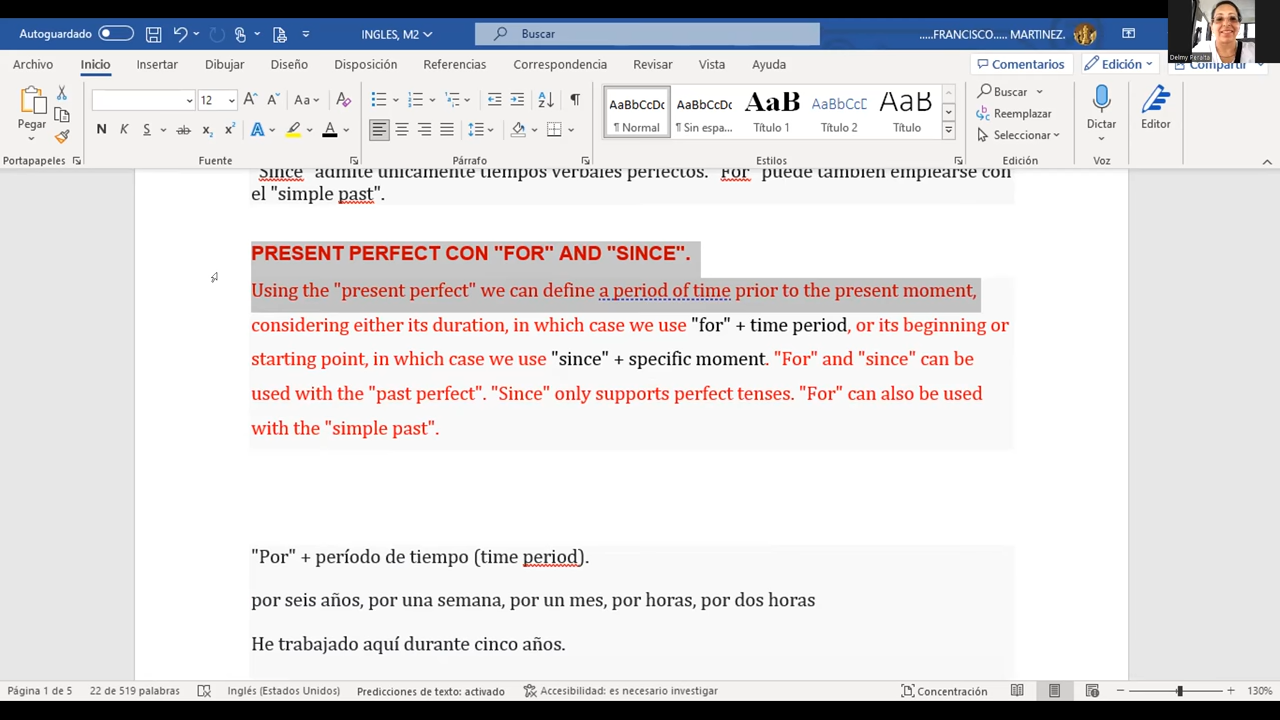 Autoguardado
INGLES, M2
Buscar
.....FRANCISCO..... MARTINEZ.
Delmy Peralta
Archivo Inicio Insertar Dibujar Diseño Disposición Referencias Correspondencia Revisar Vista Ayuda Comentarios Edición Compartir
Pegar
12
Aa
N K S ab x₂ x²
A A
AaBbCcDc AaBbCcDc AaB AaBbCcD AaB
¶ Normal ¶ Sin espa... Título 1 Título 2 Título
Buscar
Reemplazar
Seleccionar
Dictar
Editor
Portapapeles Fuente Párrafo Estilos Edición Voz Editor
"Since" admite únicamente tiempos verbales perfectos. "For" puede también emplearse con
el "simple past".
PRESENT PERFECT CON "FOR" AND "SINCE".
Using the "present perfect" we can define a period of time prior to the present moment,
considering either its duration, in which case we use "for" + time period, or its beginning or
starting point, in which case we use "since" + specific moment. "For" and "since" can be
used with the "past perfect". "Since" only supports perfect tenses. "For" can also be used
with the "simple past".
"Por" + período de tiempo (time period).
por seis años, por una semana, por un mes, por horas, por dos horas
He trabajado aquí durante cinco años.
Página 1 de 5 22 de 519 palabras Inglés (Estados Unidos) Predicciones de texto: activado Accesibilidad: es necesario investigar Concentración 130%